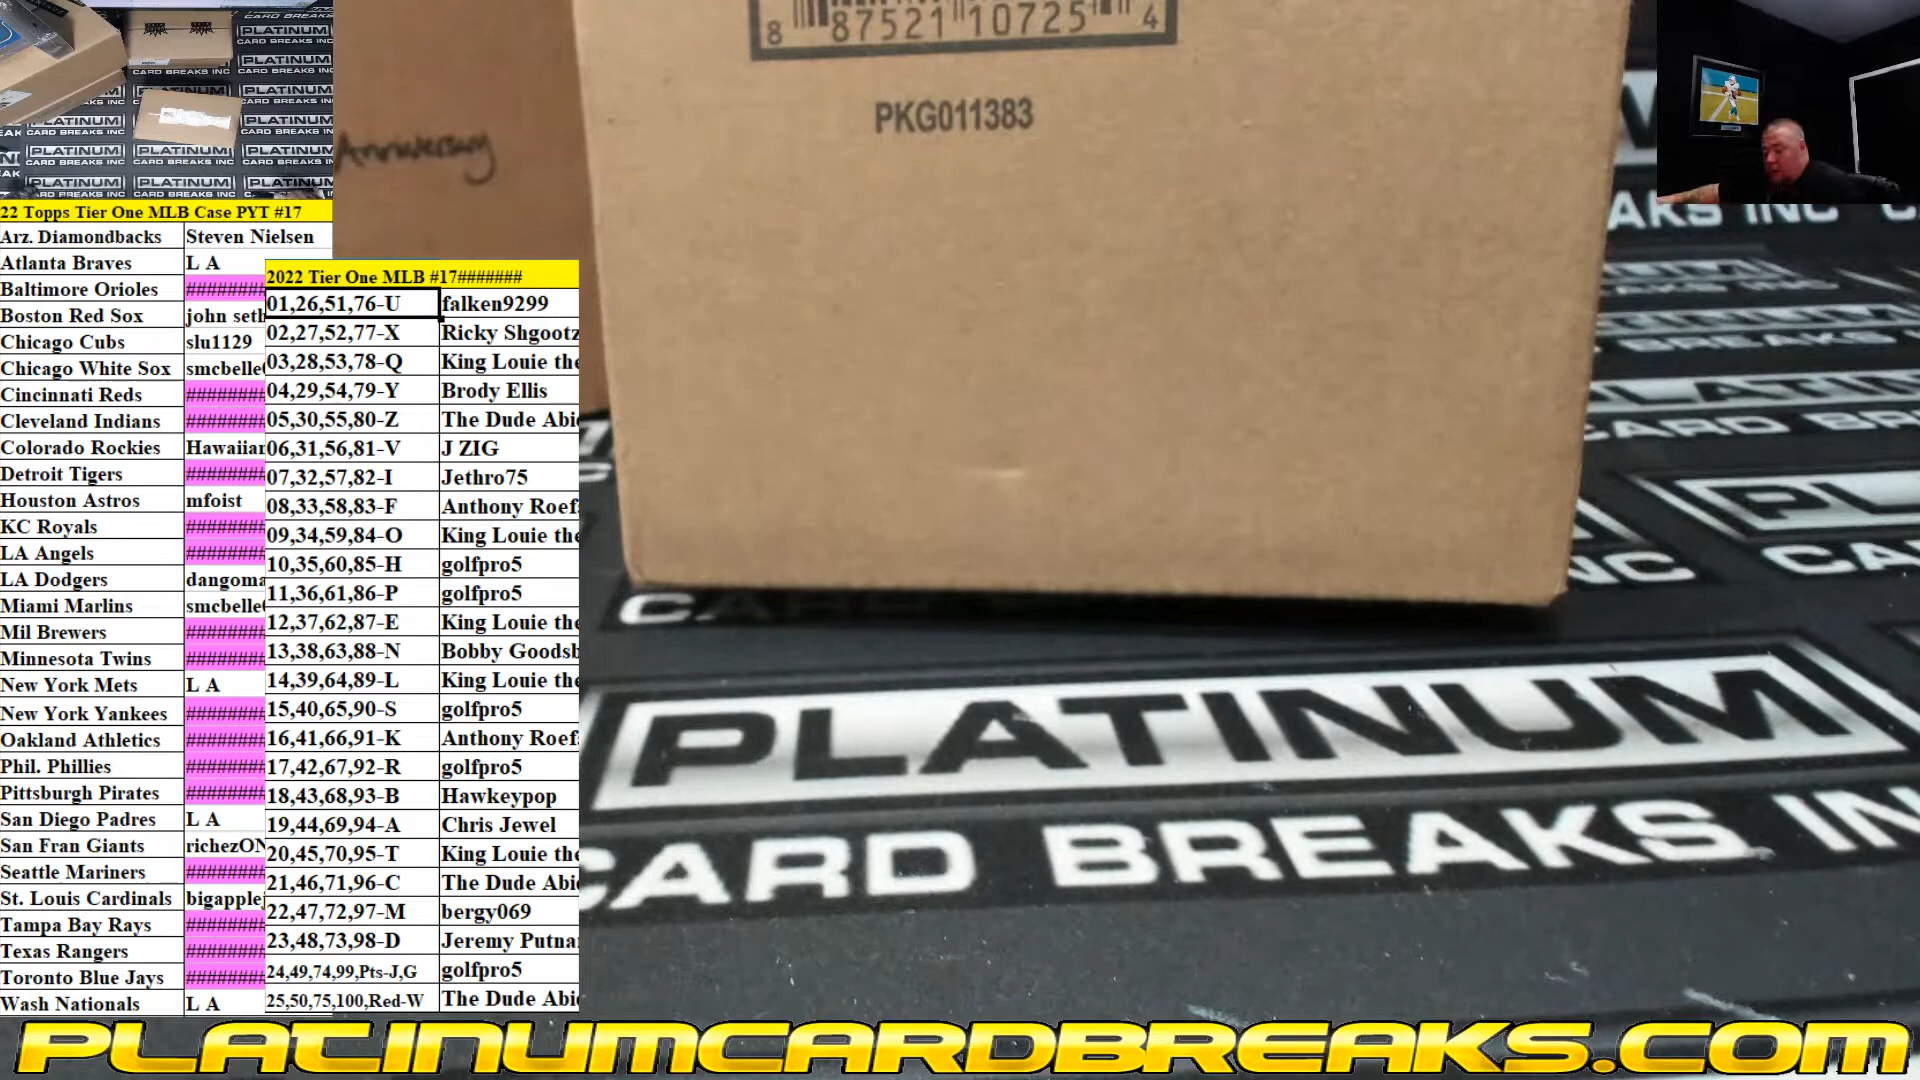 PLATINUM
CARD BREAKS INC
8 87521 10725 4
PKG011383
Anniversary
22 Topps Tier One MLB Case PYT #17
Arz. Diamondbacks Steven Nielsen
Atlanta Braves L A
Baltimore Orioles ########
Boston Red Sox john seth
Chicago Cubs slu1129
Chicago White Sox smcbelle
Cincinnati Reds ########
Cleveland Indians ########
Colorado Rockies Hawaiian
Detroit Tigers ########
Houston Astros mfoist
KC Royals ########
LA Angels ########
LA Dodgers dangoma
Miami Marlins smcbelle
Mil Brewers ########
Minnesota Twins ########
New York Mets L A
New York Yankees ########
Oakland Athletics ########
Phil. Phillies ########
Pittsburgh Pirates ########
San Diego Padres L A
San Fran Giants richezON
Seattle Mariners ########
St. Louis Cardinals bigapplej
Tampa Bay Rays ########
Texas Rangers ########
Toronto Blue Jays ########
Wash Nationals L A
2022 Tier One MLB #17#######
01,26,51,76-U falken9299
02,27,52,77-X Ricky Shgootz
03,28,53,78-Q King Louie the
04,29,54,79-Y Brody Ellis
05,30,55,80-Z The Dude Abi
06,31,56,81-V J ZIG
07,32,57,82-I Jethro75
08,33,58,83-F Anthony Roef
09,34,59,84-O King Louie the
10,35,60,85-H golfpro5
11,36,61,86-P golfpro5
12,37,62,87-E King Louie the
13,38,63,88-N Bobby Goodsb
14,39,64,89-L King Louie the
15,40,65,90-S golfpro5
16,41,66,91-K Anthony Roef
17,42,67,92-R golfpro5
18,43,68,93-B Hawkeypop
19,44,69,94-A Chris Jewel
20,45,70,95-T King Louie the
21,46,71,96-C The Dude Abi
22,47,72,97-M bergy069
23,48,73,98-D Jeremy Putna
24,49,74,99,Pts-J,G golfpro5
25,50,75,100,Red-W The Dude Abi
PLATINUM
CARD BREAKS IN
PLATINUMCARDBREAKS.COM